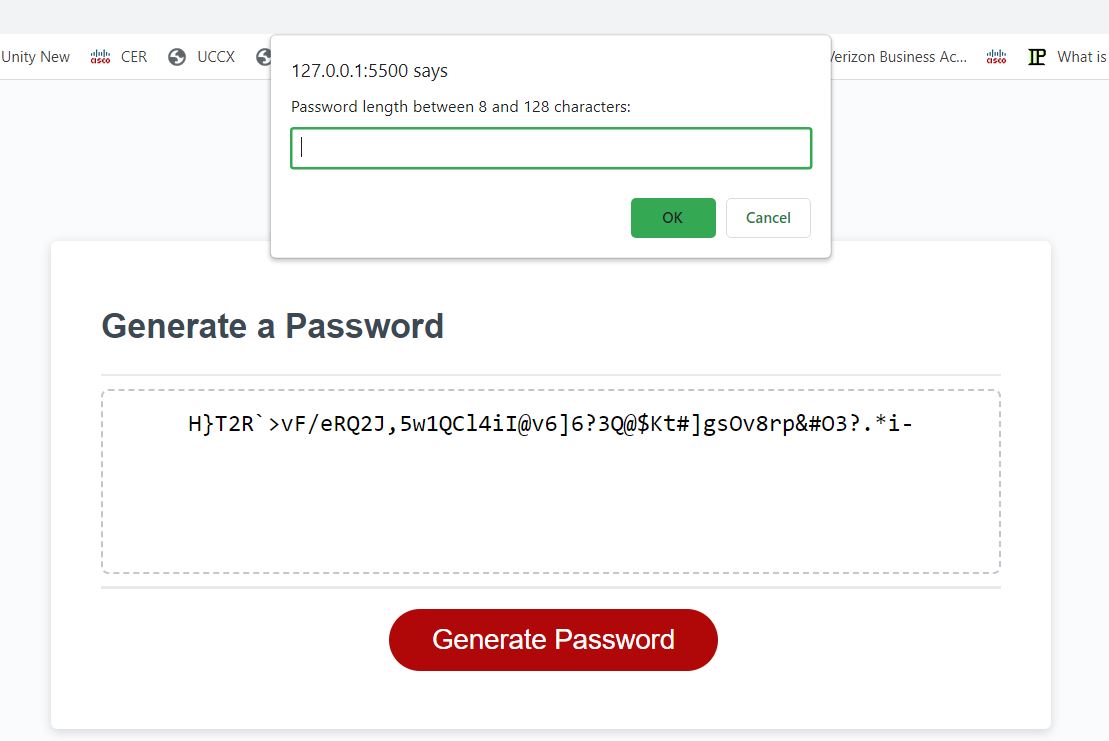 Unity New CISCO CER UCCX Verizon Business Ac... CISCO IP What is
127.0.0.1:5500 says
Password length between 8 and 128 characters:
OK Cancel
Generate a Password
H}T2R`>vF/eRQ2J,5w1QCl4iI@v6]6?3Q@$Kt#]gsOv8rp&#O3?.*i-
Generate Password